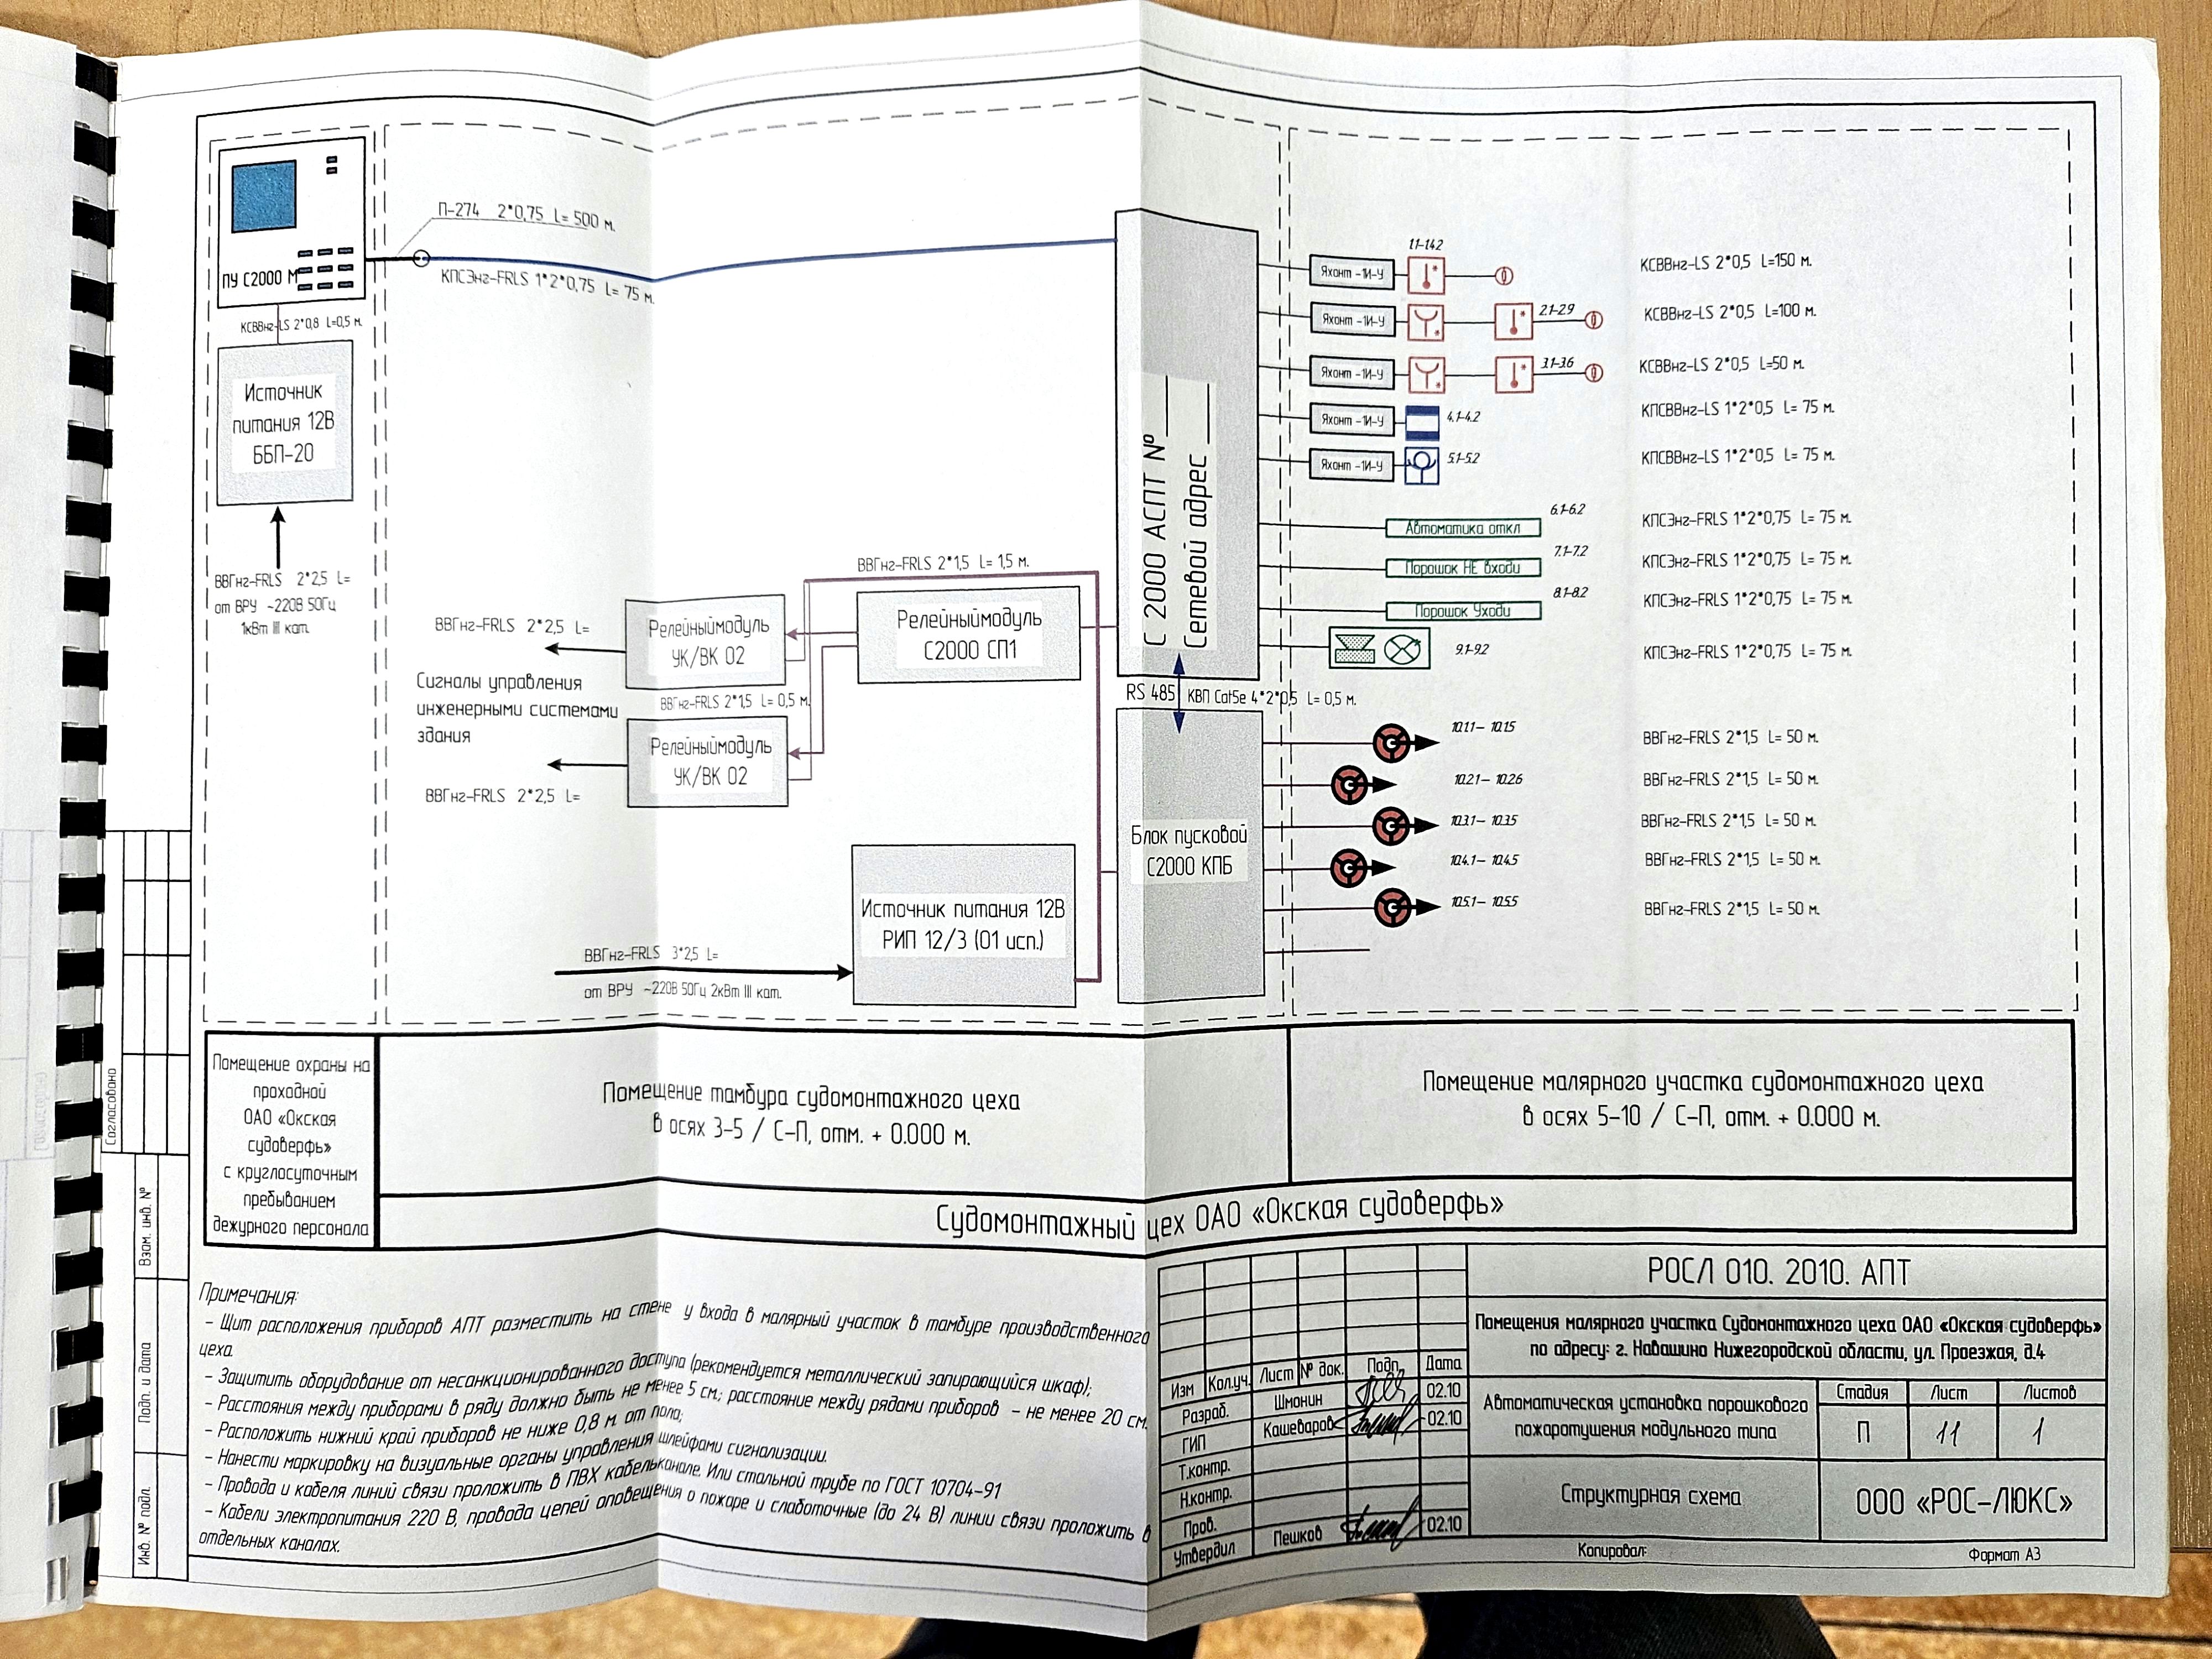 ПУ С2000 М
П-274 2*0,75 L= 500 м.
КПСЭнг-FRLS 1*2*0,75 L= 75 м.
КСВВнг-LS 2*0,8 L=0,5 м.
Источник
питания 12В
ББП-20
ВВГнг-FRLS 2*2,5 L=
от ВРУ ~220В 50Гц
1кВт III кат.
ВВГнг-FRLS 2*2,5 L=
Сигналы управления
инженерными системами
здания
ВВГнг-FRLS 2*2,5 L=
Релейныймодуль
УК/ВК 02
ВВГнг-FRLS 2*1,5 L= 0,5 м.
Релейныймодуль
УК/ВК 02
ВВГнг-FRLS 2*1,5 L= 1,5 м.
Релейныймодуль
С2000 СП1
ВВГнг-FRLS 3*2,5 L=
от ВРУ ~220В 50Гц 2кВт III кат.
Источник питания 12В
РИП 12/3 (01 исп.)
С 2000 АСПТ №
Сетевой адрес
RS 485 КВП Cat5e 4*2*0,5 L= 0,5 м.
Блок пусковой
С2000 КПБ
Яхонт -1И-У 1.1-1.4.2 КСВВнг-LS 2*0,5 L=150 м.
Яхонт -1И-У 2.1-2.9 КСВВнг-LS 2*0,5 L=100 м.
Яхонт -1И-У 3.1-3.6 КСВВнг-LS 2*0,5 L=50 м.
Яхонт -1И-У 4.1-4.2 КПСВВнг-LS 1*2*0,5 L= 75 м.
Яхонт -1И-У 5.1-5.2 КПСВВнг-LS 1*2*0,5 L= 75 м.
Автоматика откл 6.1-6.2 КПСЭнг-FRLS 1*2*0,75 L= 75 м.
Порошок НЕ входи 7.1-7.2 КПСЭнг-FRLS 1*2*0,75 L= 75 м.
Порошок Уходи 8.1-8.2 КПСЭнг-FRLS 1*2*0,75 L= 75 м.
9.1-9.2 КПСЭнг-FRLS 1*2*0,75 L= 75 м.
10.1.1- 10.1.5 ВВГнг-FRLS 2*1,5 L= 50 м.
10.2.1- 10.2.6 ВВГнг-FRLS 2*1,5 L= 50 м.
10.3.1- 10.3.5 ВВГнг-FRLS 2*1,5 L= 50 м.
10.4.1- 10.4.5 ВВГнг-FRLS 2*1,5 L= 50 м.
10.5.1- 10.5.5 ВВГнг-FRLS 2*1,5 L= 50 м.
Помещение охраны на
проходной
ОАО «Окская
судоверфь»
с круглосуточным
пребыванием
дежурного персонала
Помещение тамбура судомонтажного цеха
в осях 3-5 / С-П, отм. + 0.000 м.
Помещение малярного участка судомонтажного цеха
в осях 5-10 / С-П, отм. + 0.000 м.
Судомонтажный цех ОАО «Окская судоверфь»
Примечания:
- Щит расположения приборов АПТ разместить на стене у входа в малярный участок в тамбуре производственного
цеха.
- Защитить оборудование от несанкционированного доступа (рекомендуется металлический запирающийся шкаф);
- Расстояния между приборами в ряду должно быть не менее 5 см.; расстояние между рядами приборов - не менее 20 см.
- Расположить нижний край приборов не ниже 0,8 м. от пола;
- Нанести маркировку на визуальные органы управления шлейфами сигнализации.
- Провода и кабеля линий связи проложить в ПВХ кабельканале. Или стальной трубе по ГОСТ 10704-91
- Кабели электропитания 220 В, провода цепей оповещения о пожаре и слаботочные (до 24 В) линии связи проложить в
отдельных каналах.
Согласовано
Взам. инв. №
Подп. и дата
Инв. № подл.
РОСЛ 010. 2010. АПТ
Помещения малярного участка Судомонтажного цеха ОАО «Окская судоверфь»
по адресу: г. Навашино Нижегородской области, ул. Проезжая, д.4
Изм Кол.уч. Лист № док. Подп. Дата
Разраб. Шмонин 02.10
ГИП Кашеваров 02.10
Т.контр.
Н.контр.
Пров.
Утвердил Пешков 02.10
Автоматическая установка порошкового
пожаротушения модульного типа
Стадия Лист Листов
П 11 1
Структурная схема
ООО «РОС-ЛЮКС»
Копировал:
Формат А3